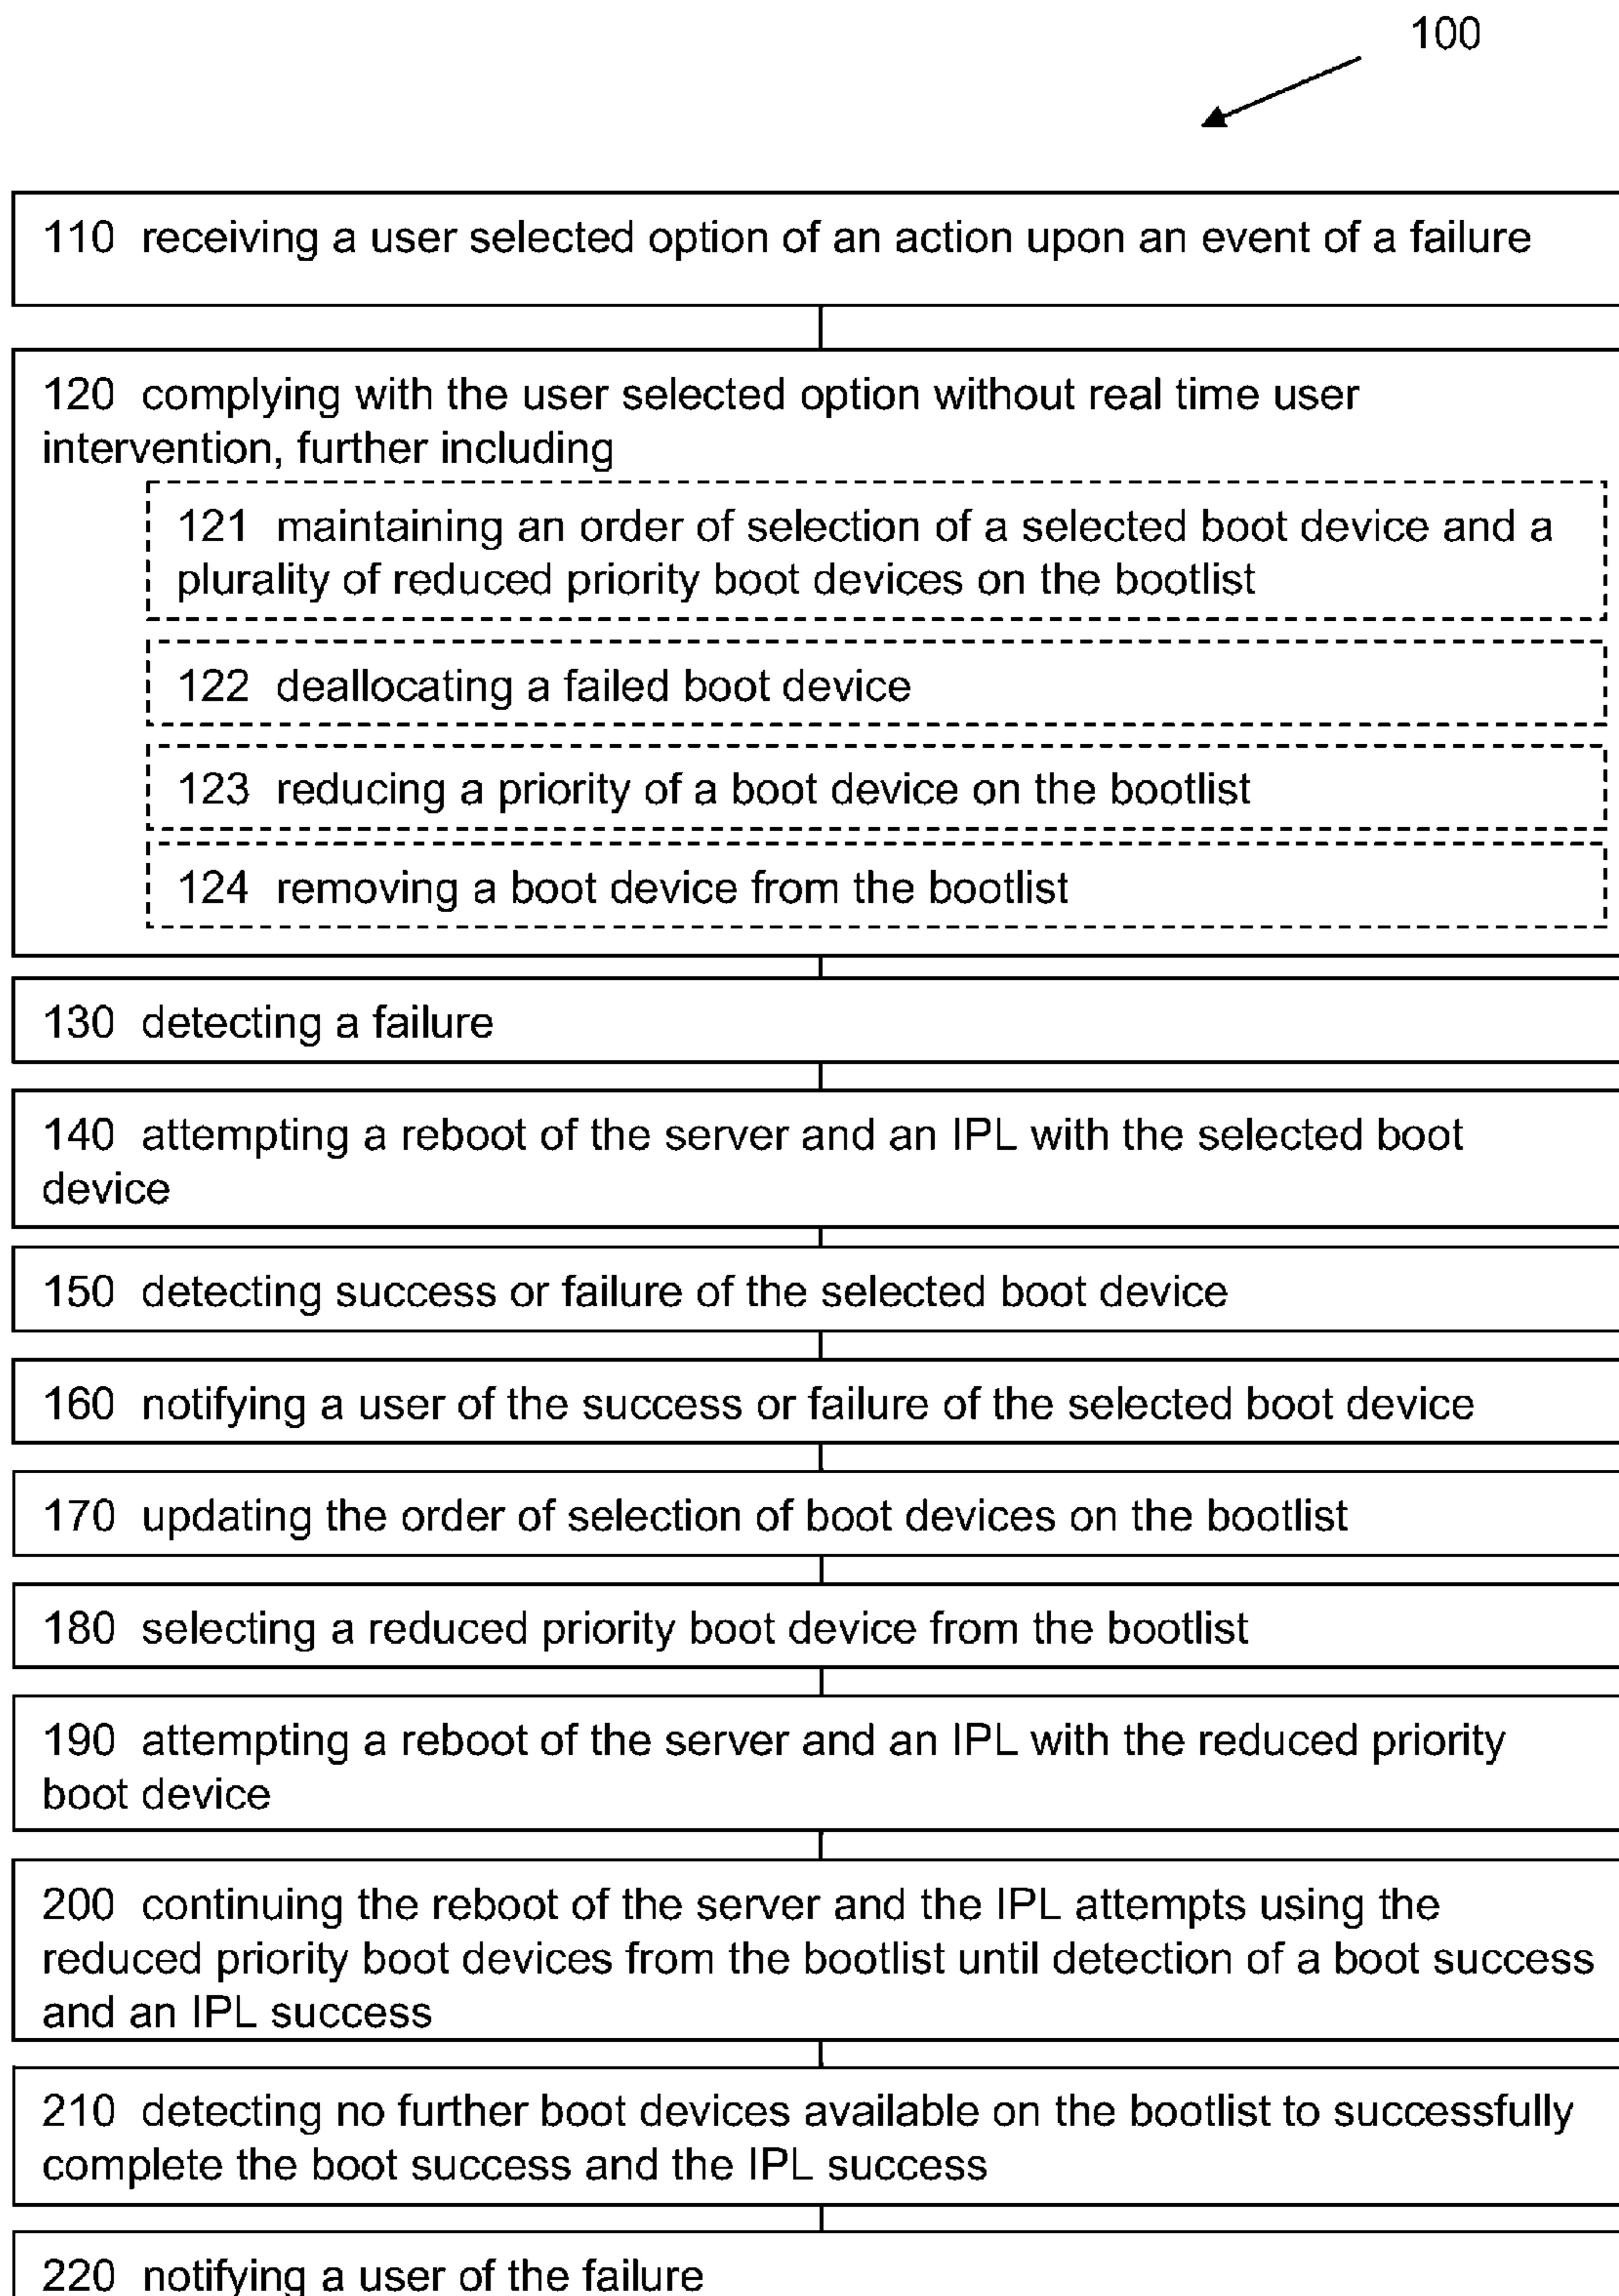 100
110 receiving a user selected option of an action upon an event of a failure
120 complying with the user selected option without real time user
intervention, further including
121 maintaining an order of selection of a selected boot device and a
plurality of reduced priority boot devices on the bootlist
122 deallocating a failed boot device
123 reducing a priority of a boot device on the bootlist
124 removing a boot device from the bootlist
130 detecting a failure
140 attempting a reboot of the server and an IPL with the selected boot
device
150 detecting success or failure of the selected boot device
160 notifying a user of the success or failure of the selected boot device
170 updating the order of selection of boot devices on the bootlist
180 selecting a reduced priority boot device from the bootlist
190 attempting a reboot of the server and an IPL with the reduced priority
boot device
200 continuing the reboot of the server and the IPL attempts using the
reduced priority boot devices from the bootlist until detection of a boot success
and an IPL success
210 detecting no further boot devices available on the bootlist to successfully
complete the boot success and the IPL success
220 notifying a user of the failure